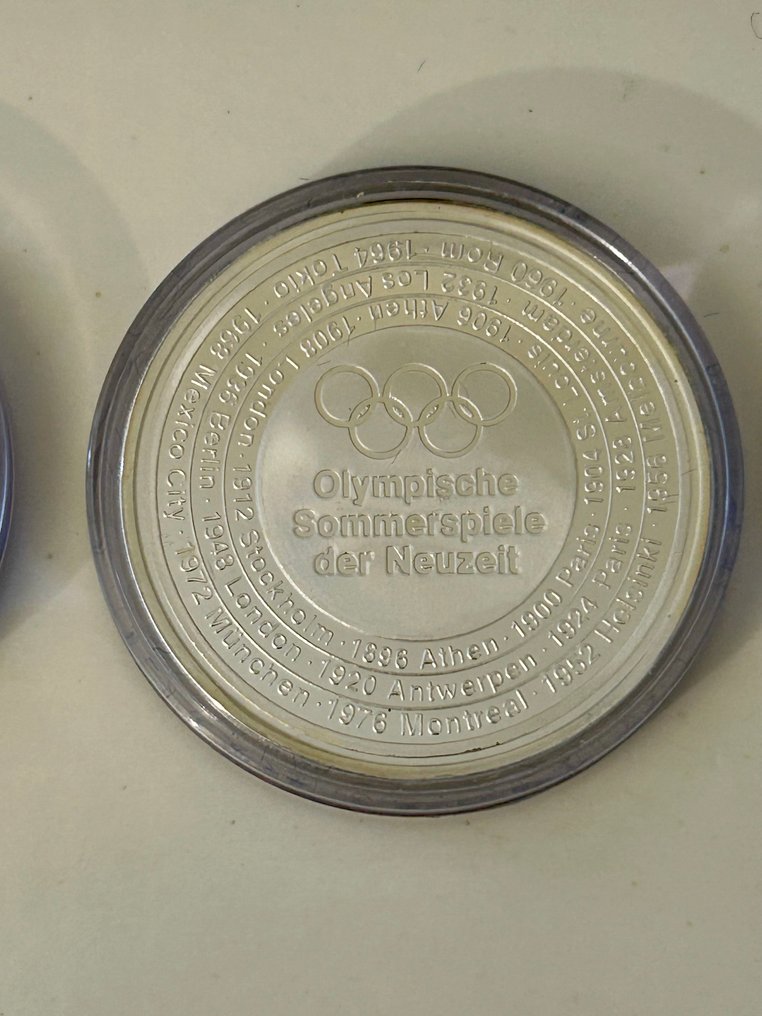 Olympische
Sommerspiele
der Neuzeit
1896 Athen · 1900 Paris · 1904 St. Louis · 1906 Athen · 1908 London · 1912 Stockholm ·
1920 Antwerpen · 1924 Paris · 1928 Amsterdam · 1932 Los Angeles · 1936 Berlin · 1948 London ·
1952 Helsinki · 1956 Melbourne · 1960 Rom · 1964 Tokio · 1968 Mexico City · 1972 München · 1976 Montreal ·